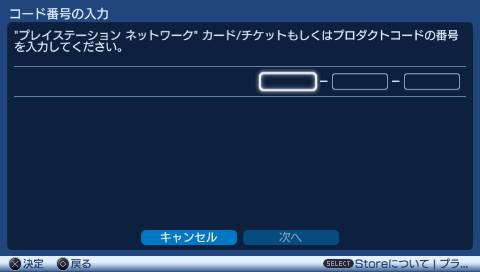 コード番号の入力
"プレイステーション ネットワーク" カード/チケットもしくはプロダクトコードの番号
を入力してください。
キャンセル 次へ
決定 戻る SELECT Storeについて | プラ...